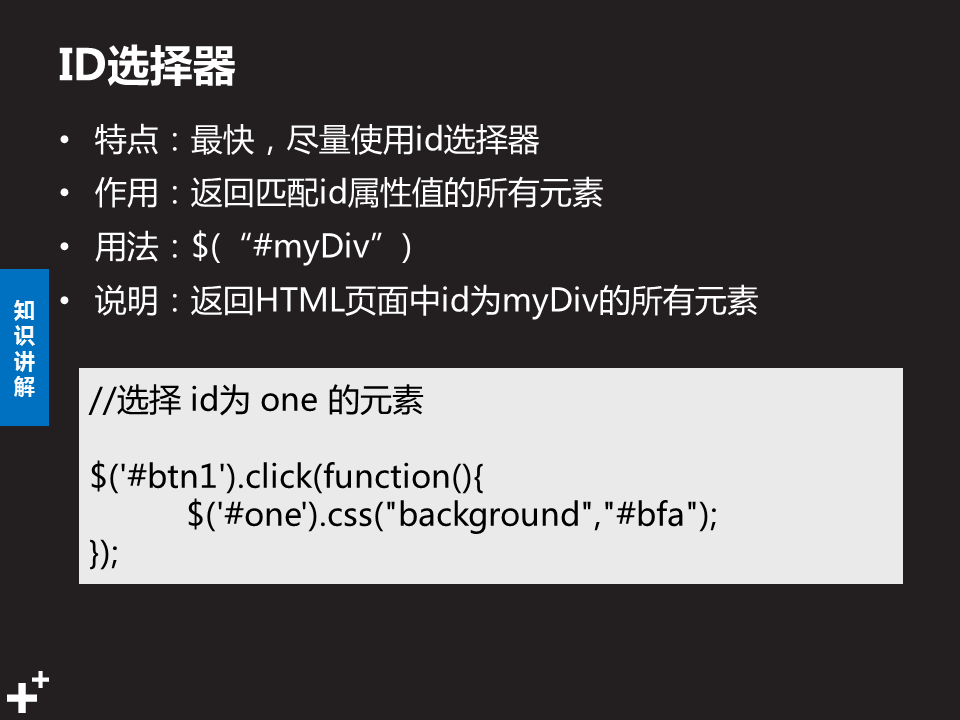 ID选择器
• 特点：最快，尽量使用id选择器
• 作用：返回匹配id属性值的所有元素
• 用法：$(“#myDiv”)
• 说明：返回HTML页面中id为myDiv的所有元素
知
识
讲
解
//选择 id为 one 的元素
$('#btn1').click(function(){
$('#one').css("background","#bfa");
});